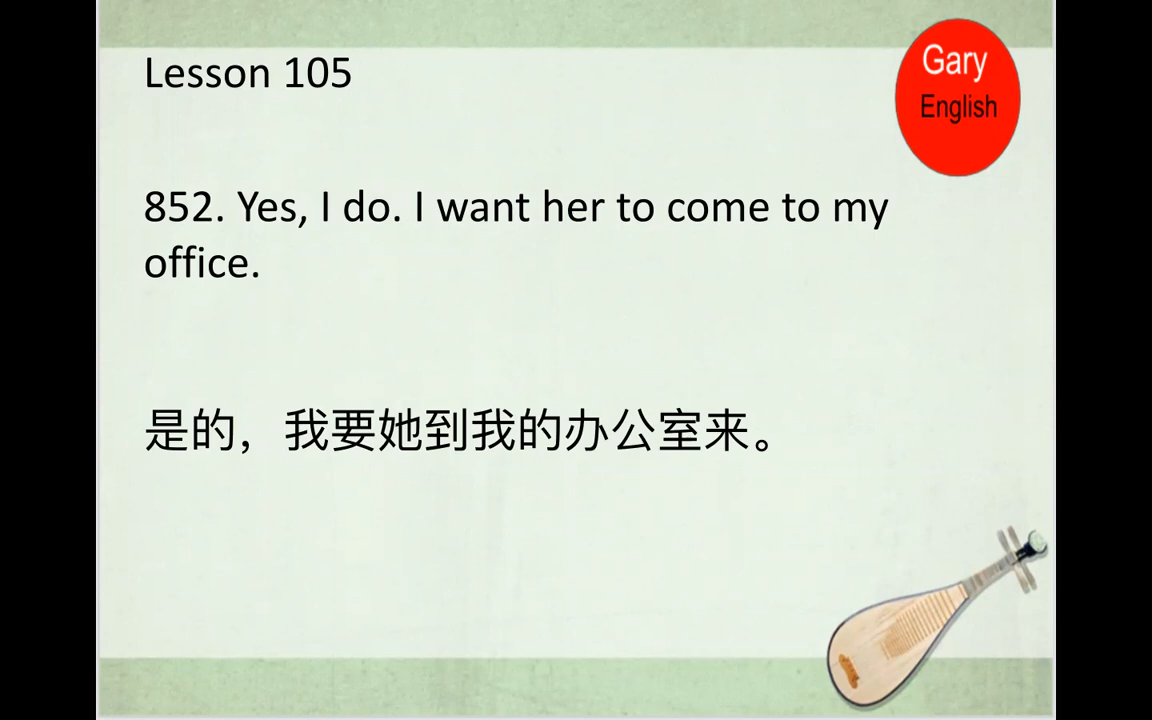 Lesson 105
Gary
English
852. Yes, I do. I want her to come to my
office.
是的，我要她到我的办公室来。